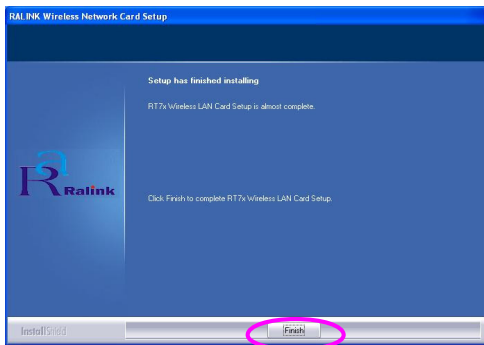 RALINK Wireless Network Card Setup
Setup has finished installing
RT7x Wireless LAN Card Setup is almost complete.
Ralink
Click Finish to complete RT7x Wireless LAN Card Setup.
InstallShield
Finish